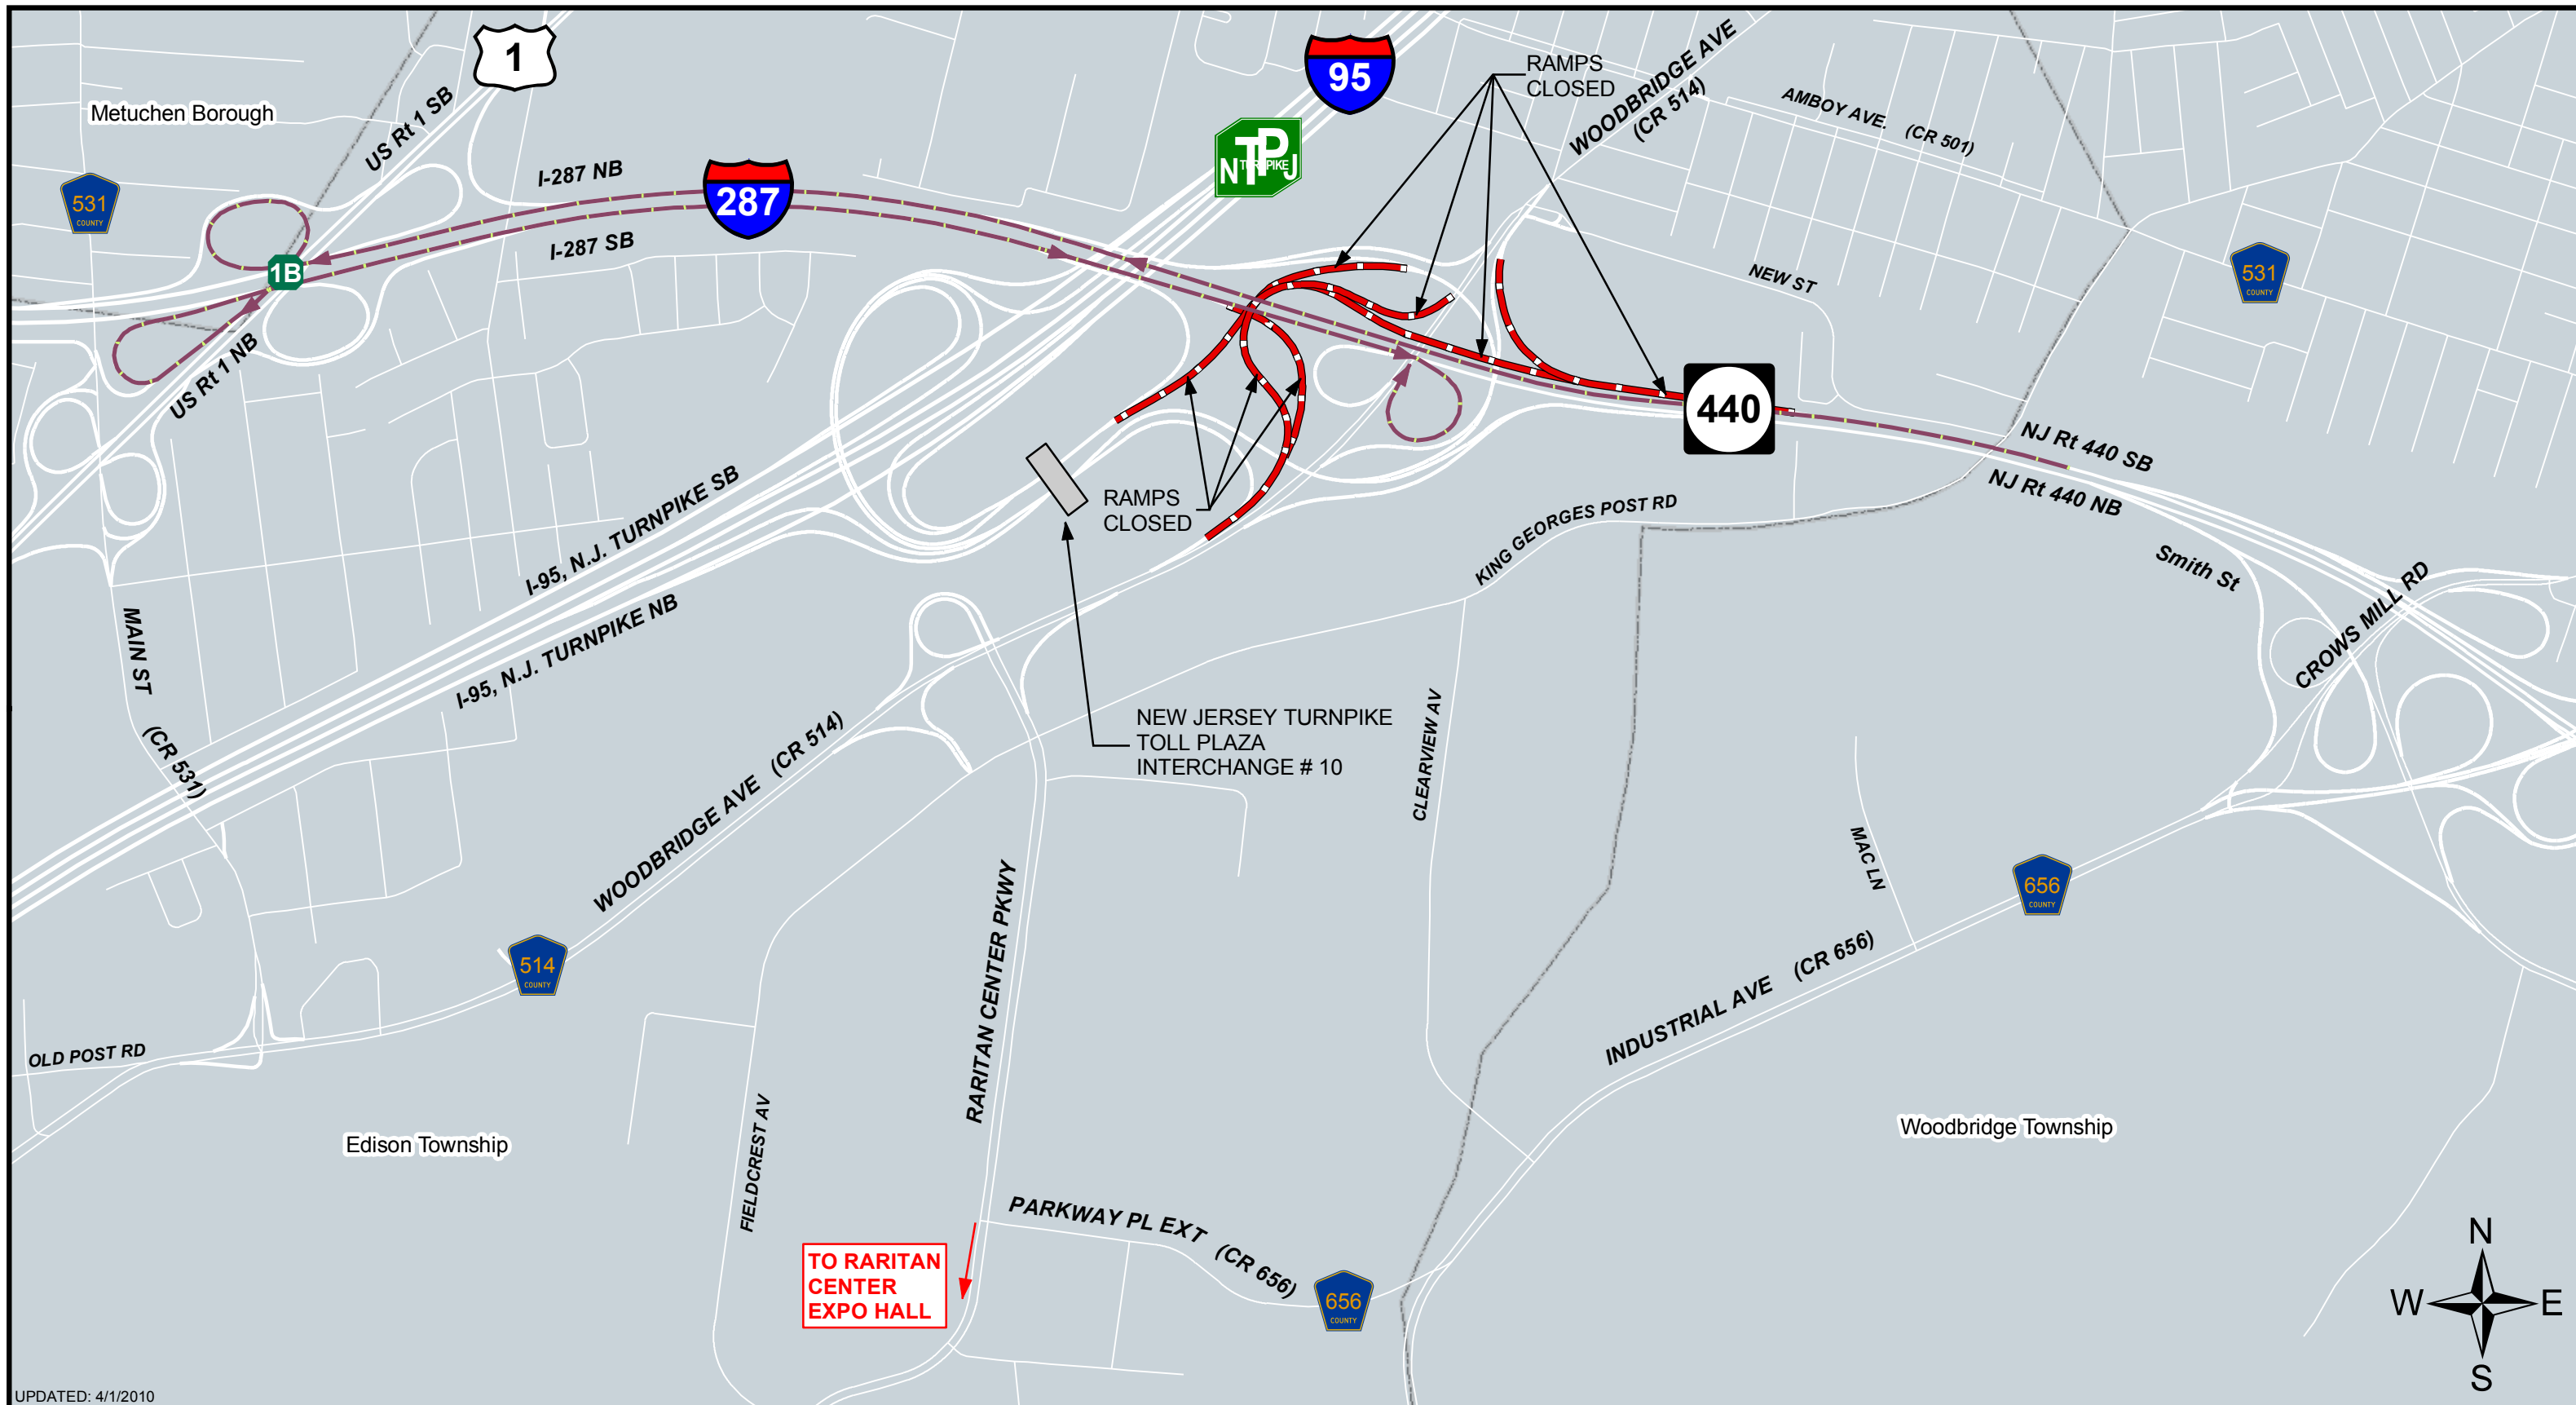 1
95
RAMPS
CLOSED
WOODBRIDGE AVE
(CR 514)
AMBOY AVE. (CR 501)
Metuchen Borough
US Rt 1 SB
NTPJ
TURNPIKE
I-287 NB
287
531
COUNTY
I-287 SB
1B
NEW ST
531
COUNTY
US Rt 1 NB
440
NJ Rt 440 SB
NJ Rt 440 NB
I-95, N.J. TURNPIKE SB
RAMPS
CLOSED
KING GEORGES POST RD
Smith St
I-95, N.J. TURNPIKE NB
MAIN ST (CR 531)
CROWS MILL RD
NEW JERSEY TURNPIKE
TOLL PLAZA
INTERCHANGE # 10
CLEARVIEW AV
WOODBRIDGE AVE (CR 514)
MAC LN
656
COUNTY
514
COUNTY
RARITAN CENTER PKWY
INDUSTRIAL AVE (CR 656)
OLD POST RD
Edison Township
FIELDCREST AV
Woodbridge Township
PARKWAY PL EXT (CR 656)
TO RARITAN
CENTER
EXPO HALL
656
COUNTY
N
W E
S
UPDATED: 4/1/2010